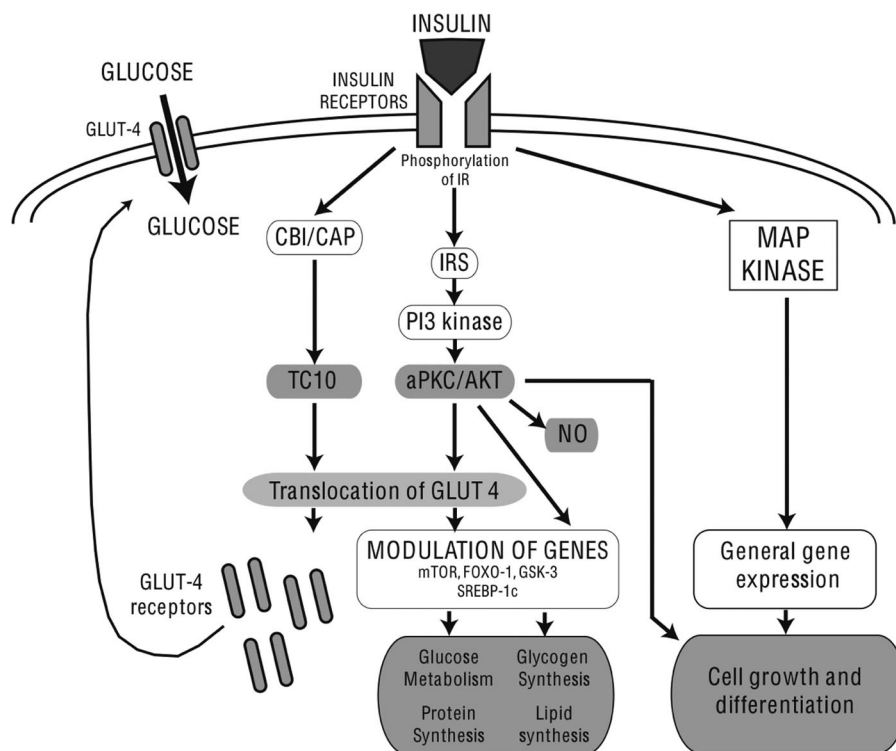 INSULIN
GLUCOSE
INSULIN
RECEPTORS
GLUT-4
Phosphorylation
of IR
GLUCOSE
CBI/CAP
IRS
MAP
KINASE
PI3 kinase
TC10
aPKC/AKT
NO
Translocation of GLUT 4
MODULATION OF GENES
mTOR, FOXO-1, GSK-3
SREBP-1c
General gene
expression
GLUT-4
receptors
Glucose
Metabolism
Glycogen
Synthesis
Protein
Synthesis
Lipid
synthesis
Cell growth and
differentiation